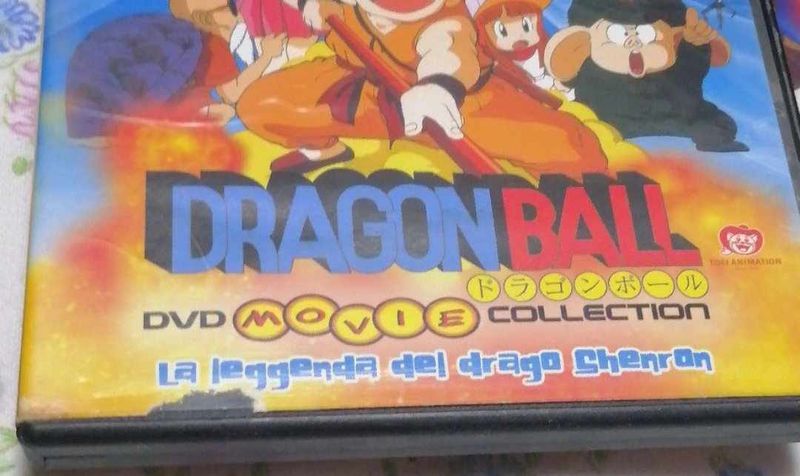 DRAGON BALL
TOEI ANIMATION
ドラゴンボール
DVD MOVIE COLLECTION
La leggenda del drago Shenron